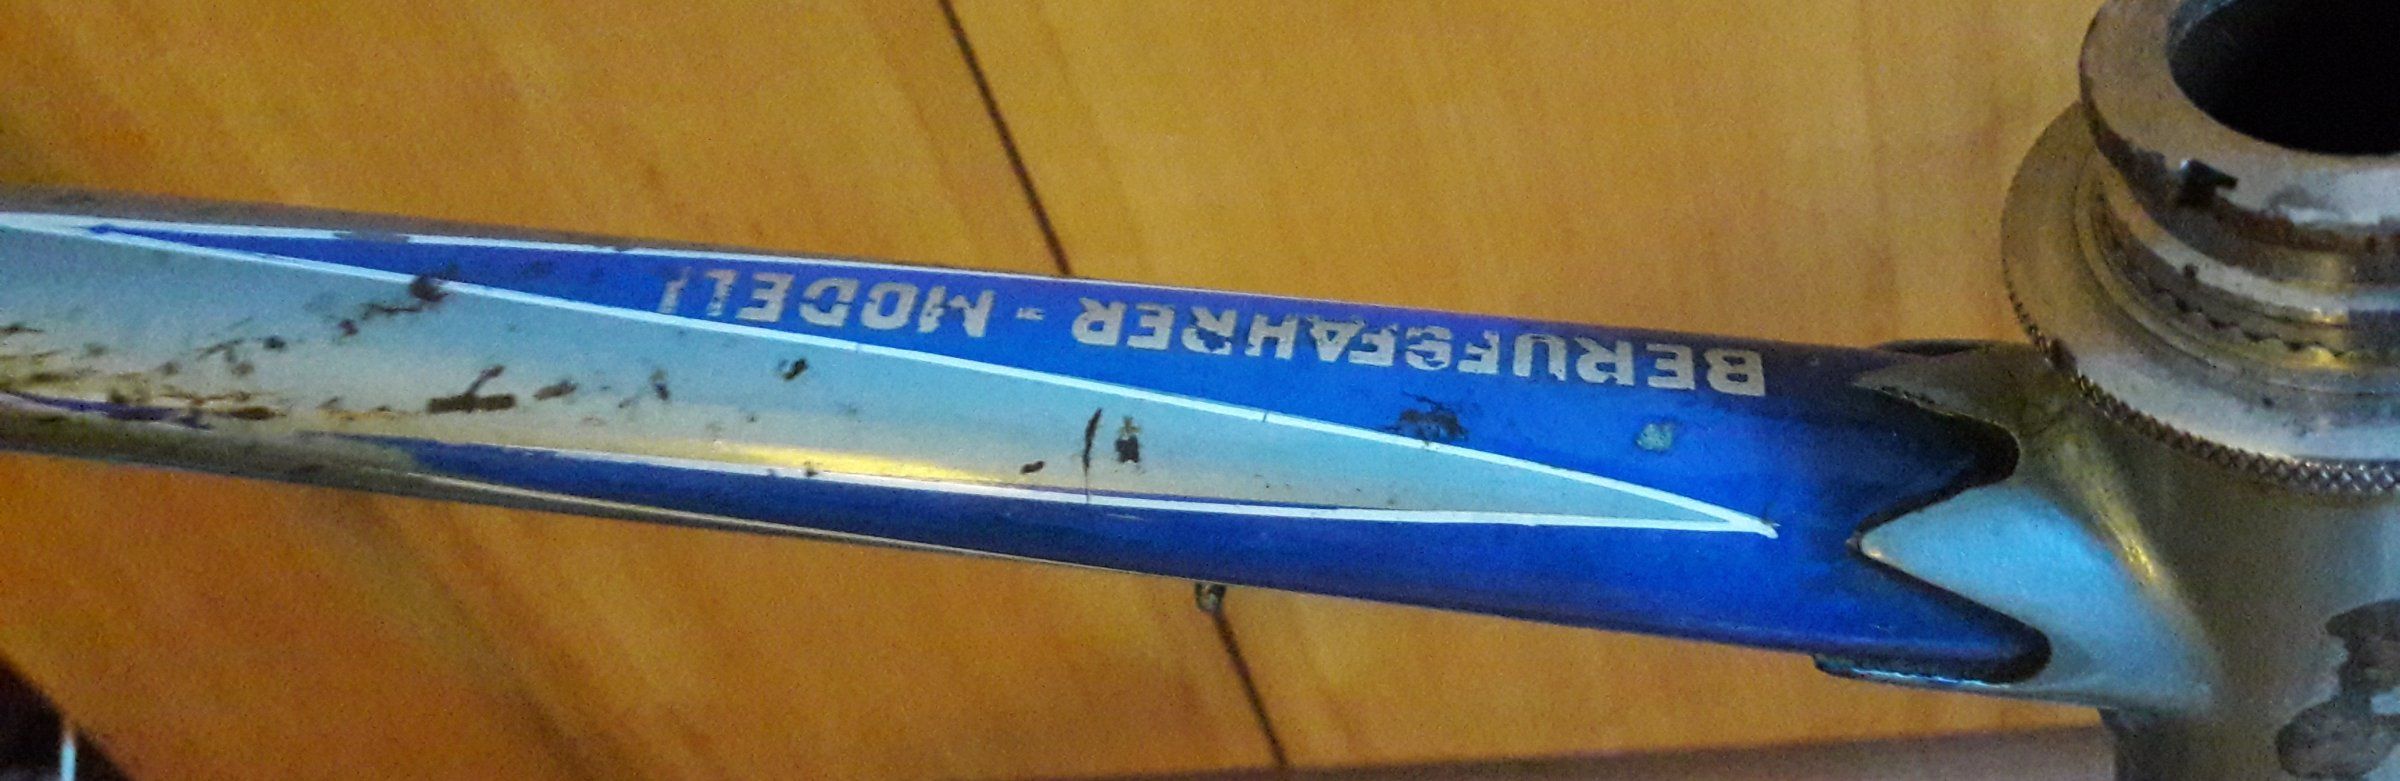 BERUFSFAHRER - MODELL